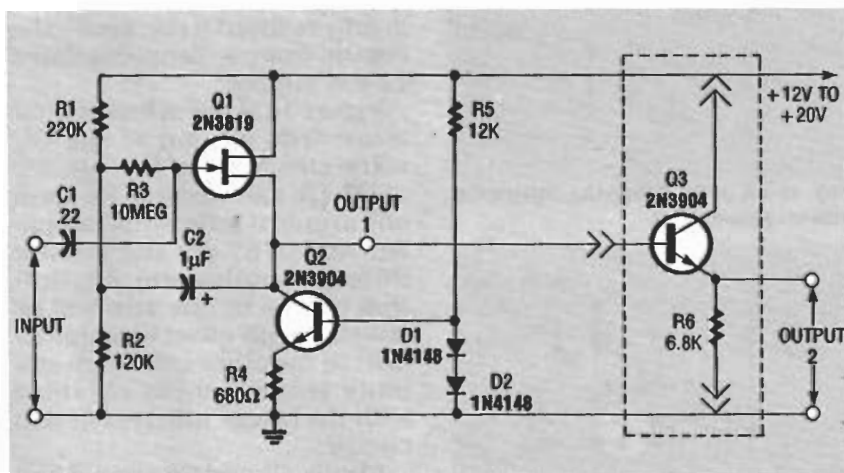 R1
220K
Q1
2N3819
R5
12K
+12V TO
+20V
R3
10MEG
C1
.22
Q3
2N3904
OUTPUT
1
C2
1µF
+
Q2
2N3904
INPUT
R2
120K
D1
1N4148
R6
6.8K
OUTPUT
2
R4
680Ω
D2
1N4148